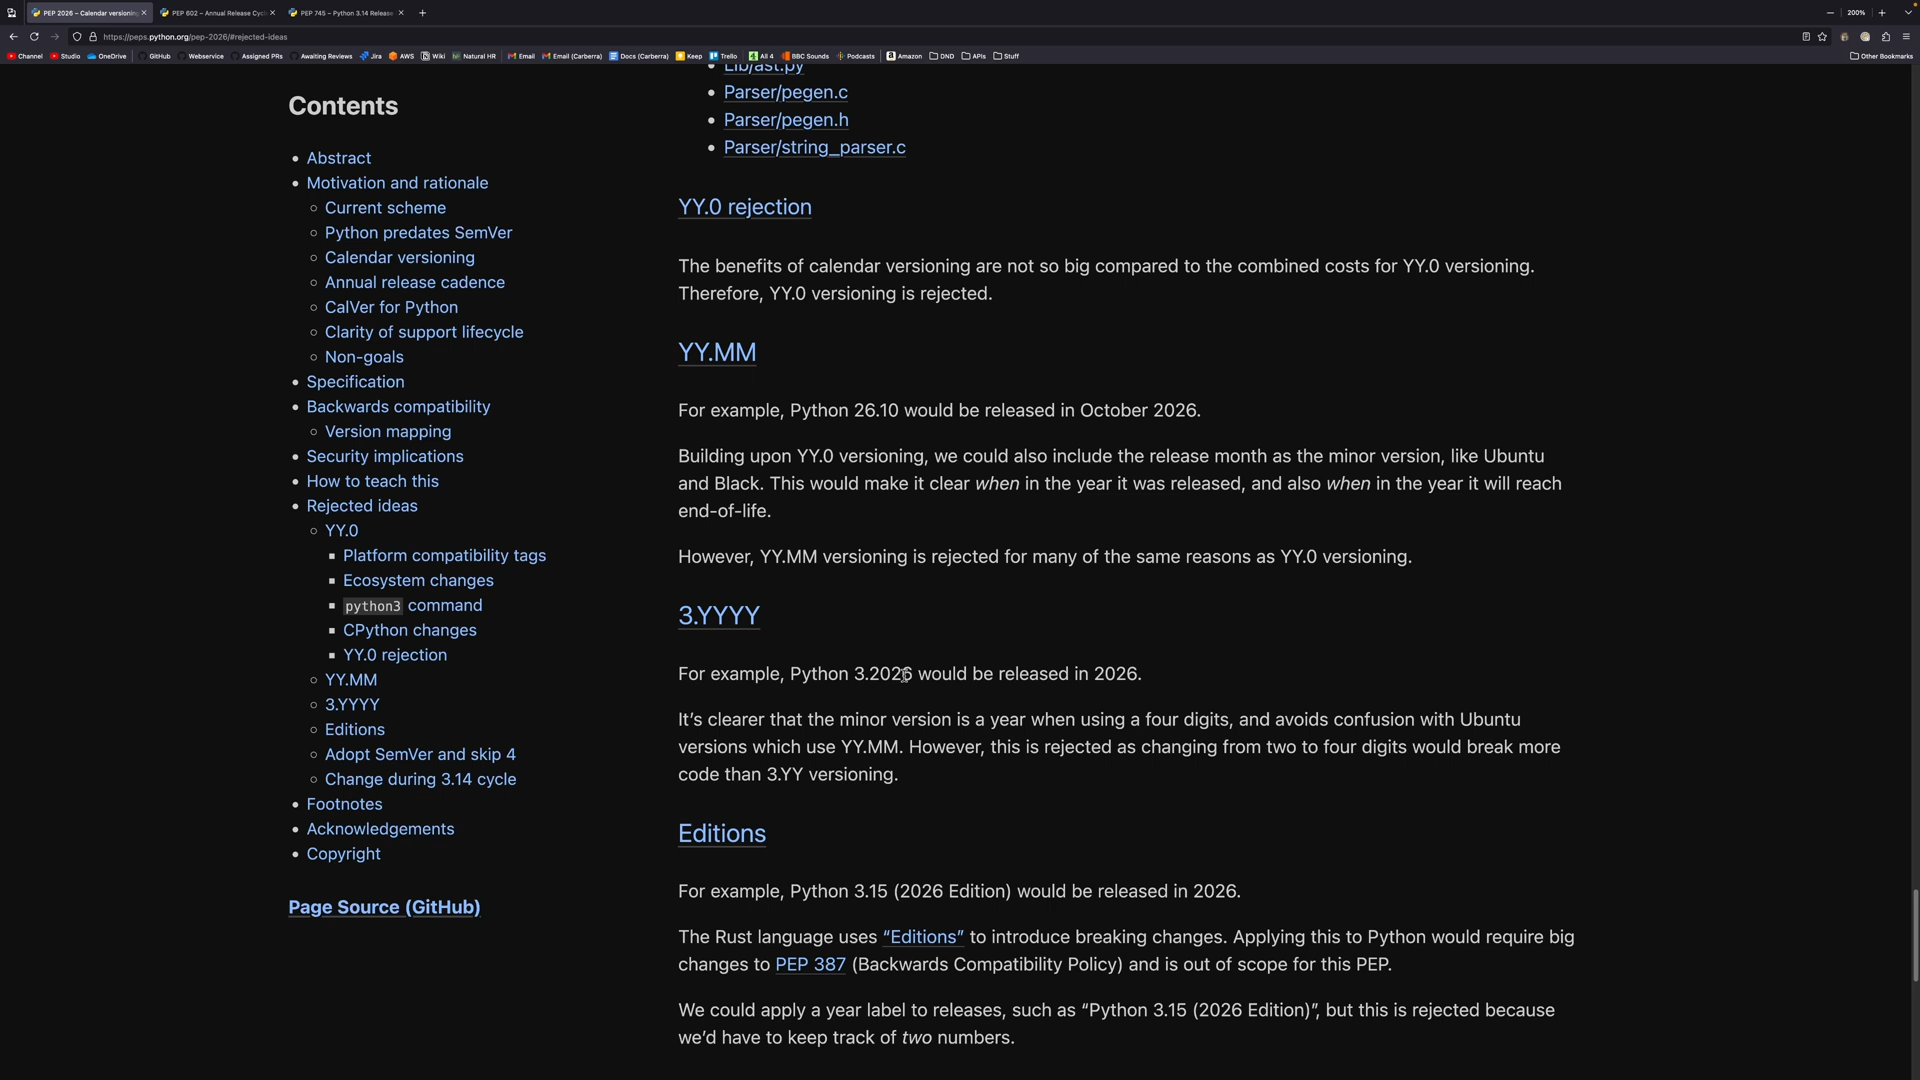 PEP 2026 – Calendar versioning
PEP 602 – Annual Release Cycl
PEP 745 – Python 3.14 Release
200%
https://peps.python.org/pep-2026/#rejected-ideas
Channel
Studio
OneDrive
GitHub
Webservice
Assigned PRs
Awaiting Reviews
Jira
AWS
Wiki
Natural HR
Email
Email (Carberra)
Docs (Carberra)
Keep
Trello
All 4
BBC Sounds
Podcasts
Amazon
DND
APIs
Stuff
Other Bookmarks
Contents
• Abstract
• Motivation and rationale
◦ Current scheme
◦ Python predates SemVer
◦ Calendar versioning
◦ Annual release cadence
◦ CalVer for Python
◦ Clarity of support lifecycle
◦ Non-goals
• Specification
• Backwards compatibility
◦ Version mapping
• Security implications
• How to teach this
• Rejected ideas
◦ YY.0
▪ Platform compatibility tags
▪ Ecosystem changes
▪ python3 command
▪ CPython changes
▪ YY.0 rejection
◦ YY.MM
◦ 3.YYYY
◦ Editions
◦ Adopt SemVer and skip 4
◦ Change during 3.14 cycle
• Footnotes
• Acknowledgements
• Copyright
Page Source (GitHub)
• Lib/ast.py
• Parser/pegen.c
• Parser/pegen.h
• Parser/string_parser.c
YY.0 rejection
The benefits of calendar versioning are not so big compared to the combined costs for YY.0 versioning.
Therefore, YY.0 versioning is rejected.
YY.MM
For example, Python 26.10 would be released in October 2026.
Building upon YY.0 versioning, we could also include the release month as the minor version, like Ubuntu
and Black. This would make it clear when in the year it was released, and also when in the year it will reach
end-of-life.
However, YY.MM versioning is rejected for many of the same reasons as YY.0 versioning.
3.YYYY
For example, Python 3.2026 would be released in 2026.
It’s clearer that the minor version is a year when using a four digits, and avoids confusion with Ubuntu
versions which use YY.MM. However, this is rejected as changing from two to four digits would break more
code than 3.YY versioning.
Editions
For example, Python 3.15 (2026 Edition) would be released in 2026.
The Rust language uses “Editions” to introduce breaking changes. Applying this to Python would require big
changes to PEP 387 (Backwards Compatibility Policy) and is out of scope for this PEP.
We could apply a year label to releases, such as “Python 3.15 (2026 Edition)”, but this is rejected because
we’d have to keep track of two numbers.